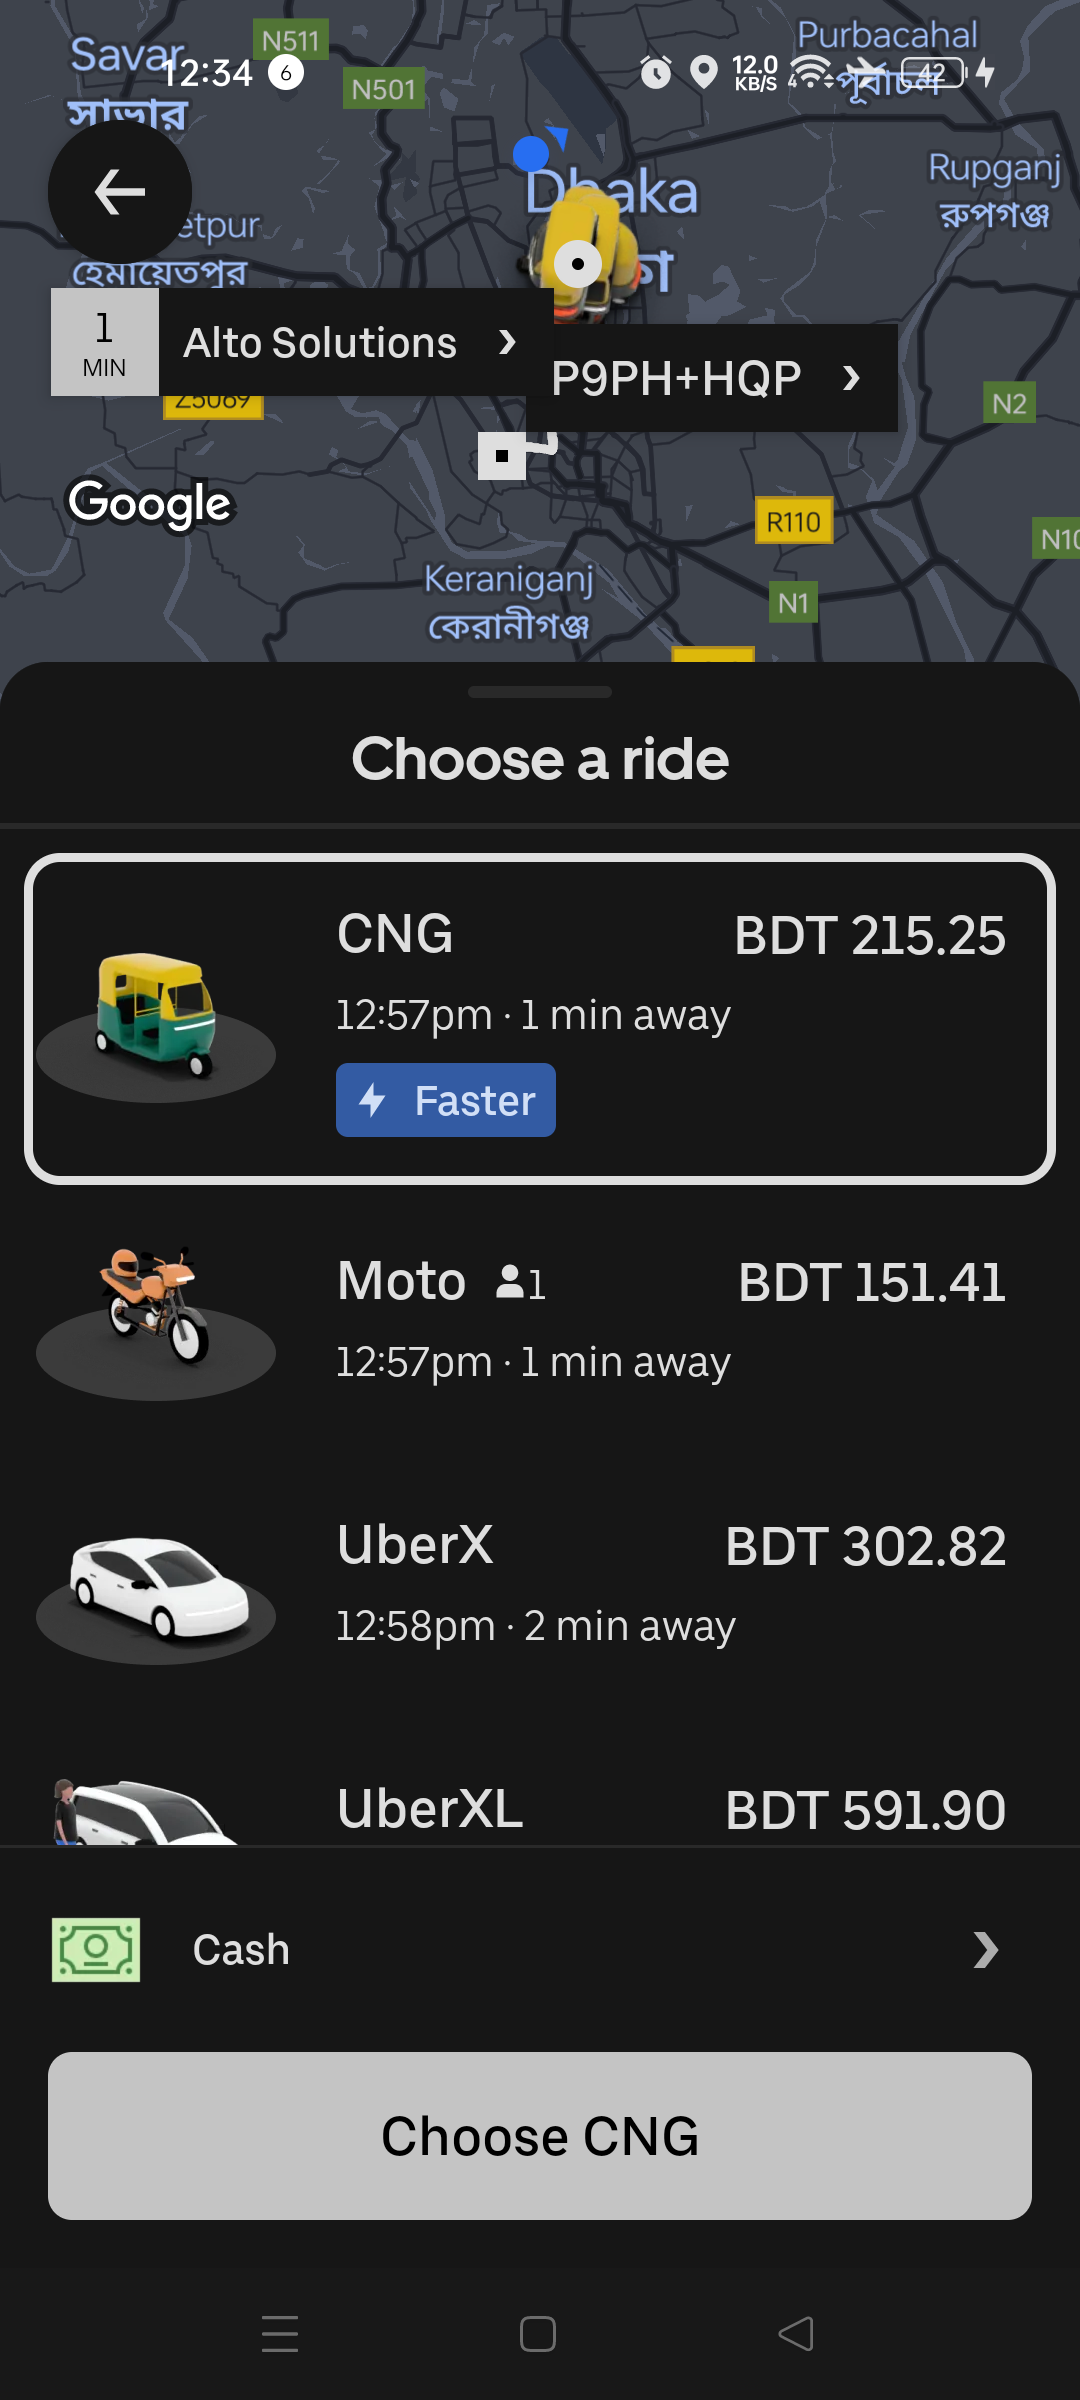 Savar
N511
Purbacahal
12:34
6
12.0
KB/S
4
42
সাভার
N501
পূর্বাচল
Dhaka
Rupganj
রুপগঞ্জ
হেমায়েতপুর
1
MIN
Alto Solutions
P9PH+HQP
Z5069
N2
Google
R110
N10
Keraniganj
কেরানীগঞ্জ
N1
Choose a ride
CNG
BDT 215.25
12:57pm · 1 min away
Faster
Moto 1
BDT 151.41
12:57pm · 1 min away
UberX
BDT 302.82
12:58pm · 2 min away
UberXL
BDT 591.90
Cash
Choose CNG